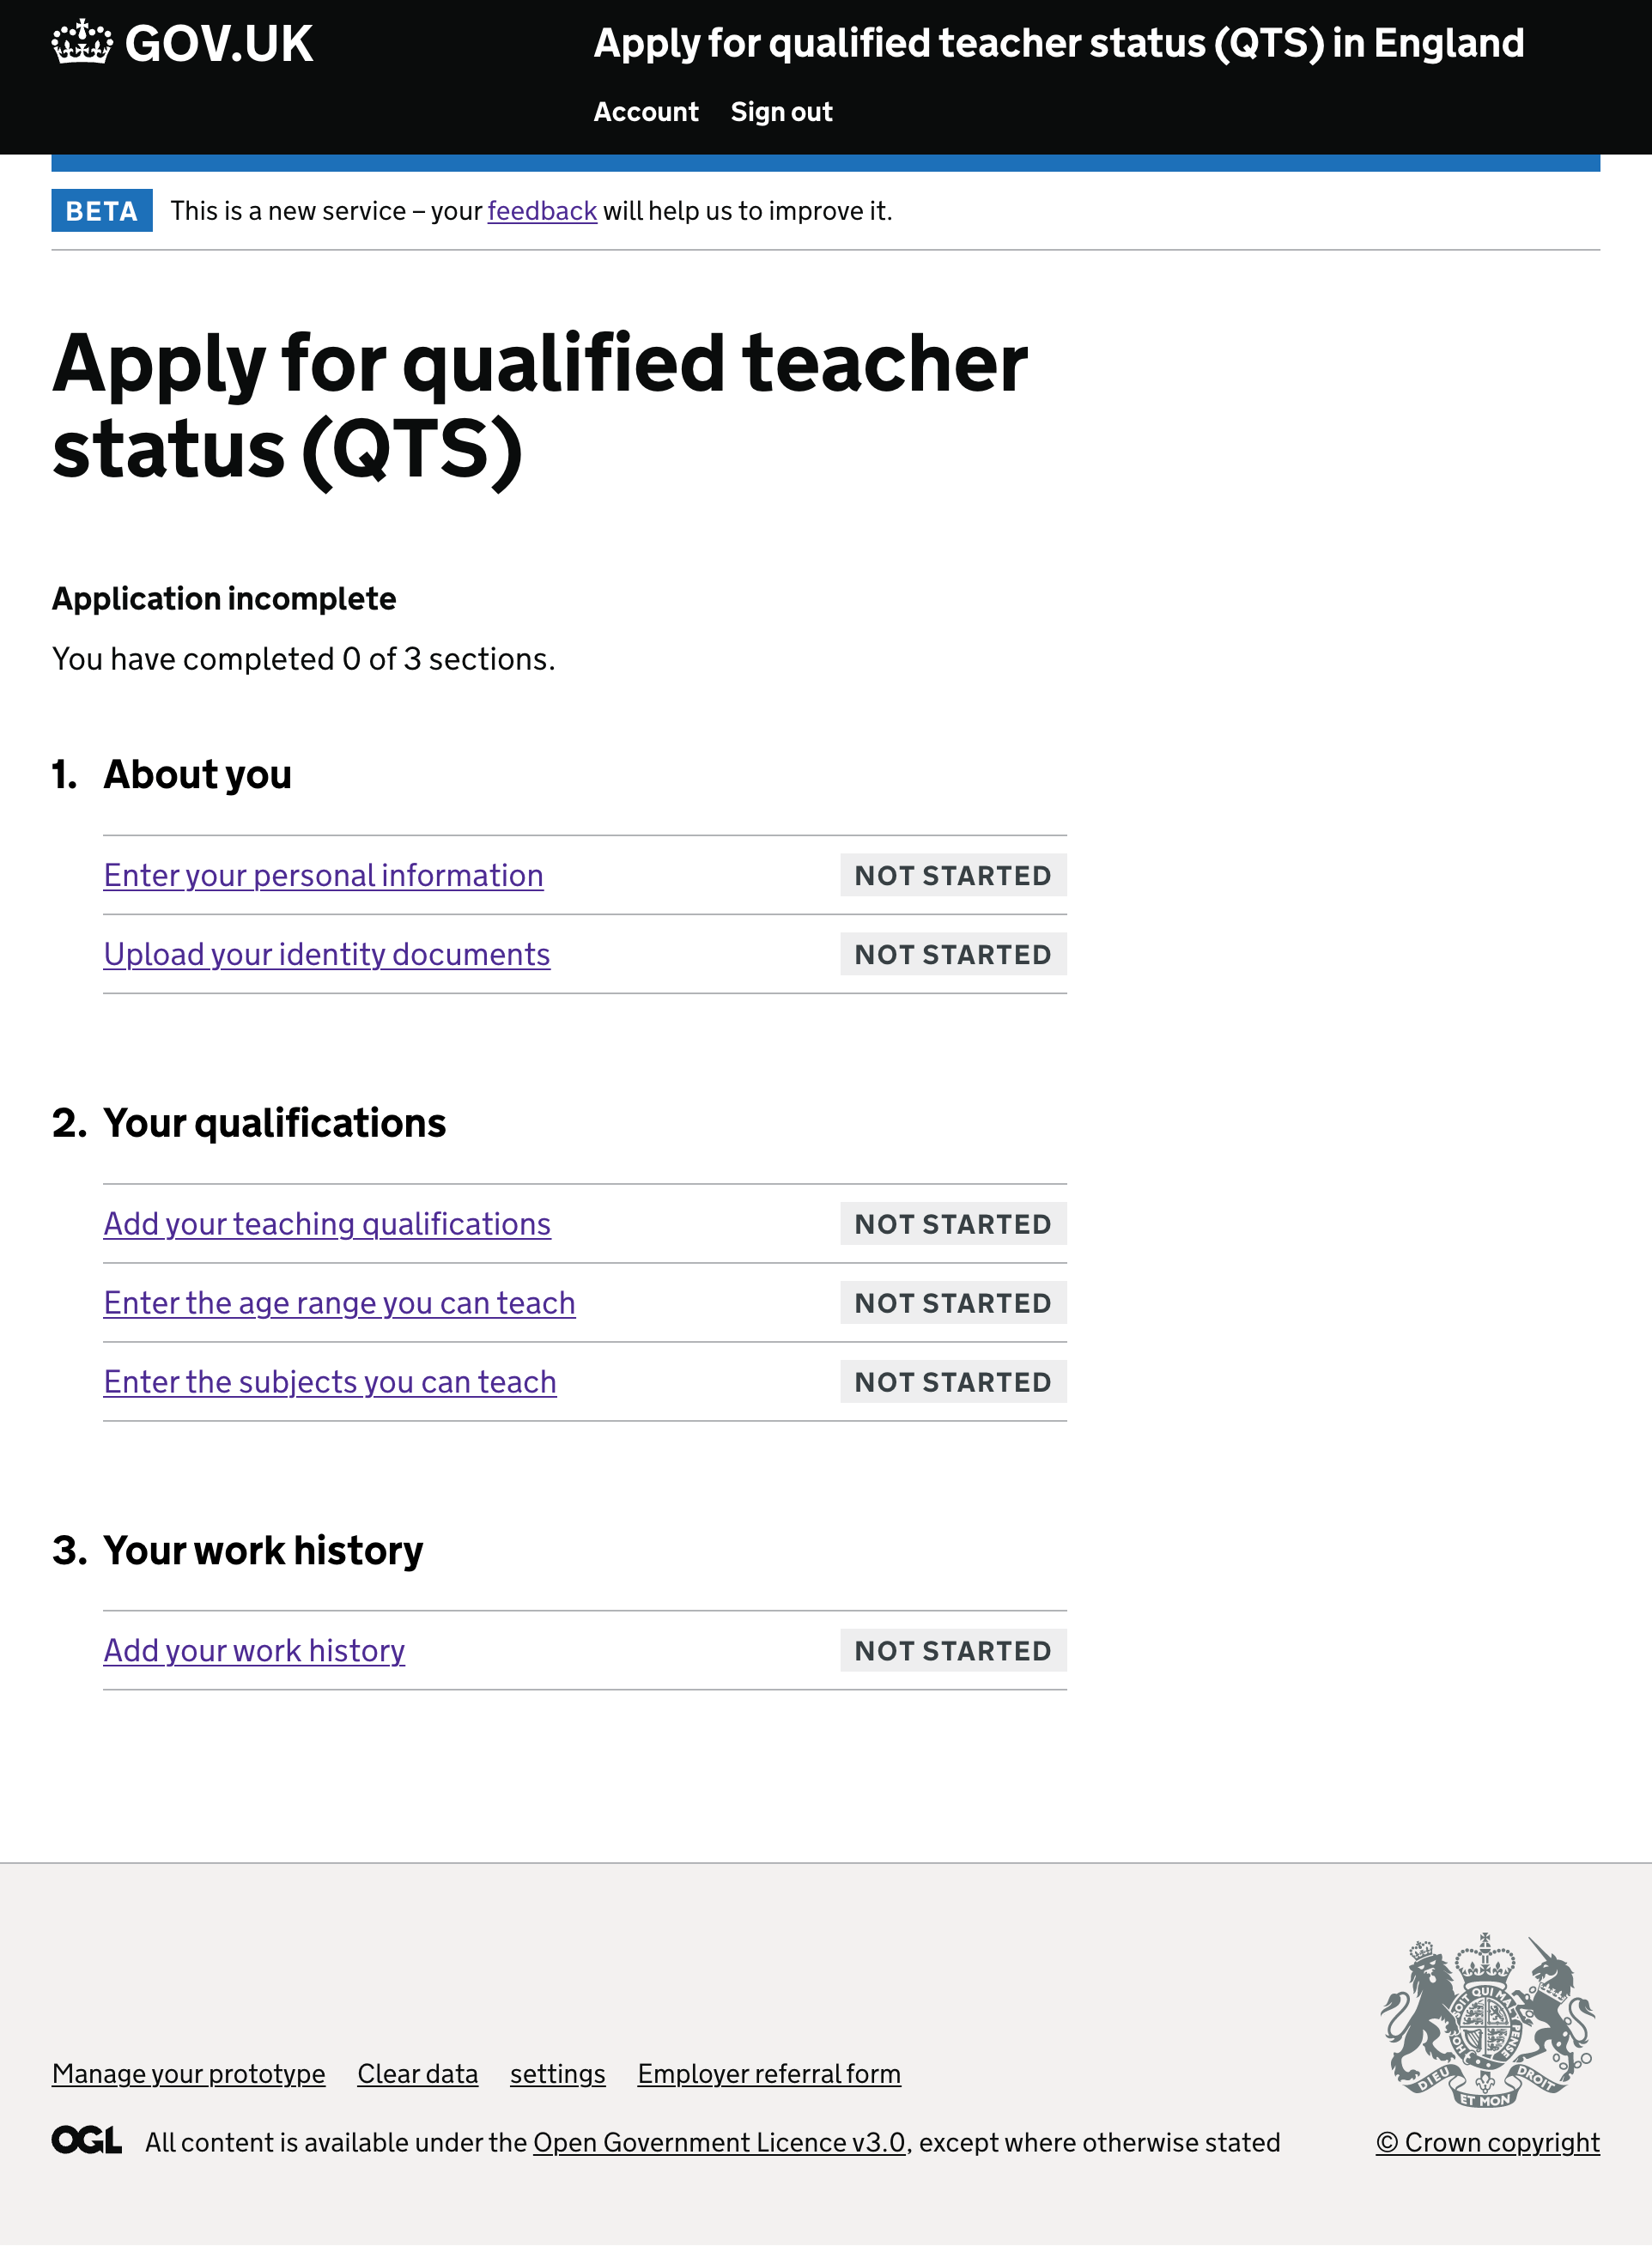 GOV.UK
Apply for qualified teacher status (QTS) in England
Account Sign out
BETA This is a new service – your feedback will help us to improve it.
Apply for qualified teacher
status (QTS)
Application incomplete
You have completed 0 of 3 sections.
1. About you
Enter your personal information NOT STARTED
Upload your identity documents NOT STARTED
2. Your qualifications
Add your teaching qualifications NOT STARTED
Enter the age range you can teach NOT STARTED
Enter the subjects you can teach NOT STARTED
3. Your work history
Add your work history NOT STARTED
SOIT QUI MAL
PENSE
HON
DIEU ET MON DROIT
Manage your prototype Clear data settings Employer referral form
OGL All content is available under the Open Government Licence v3.0, except where otherwise stated
© Crown copyright